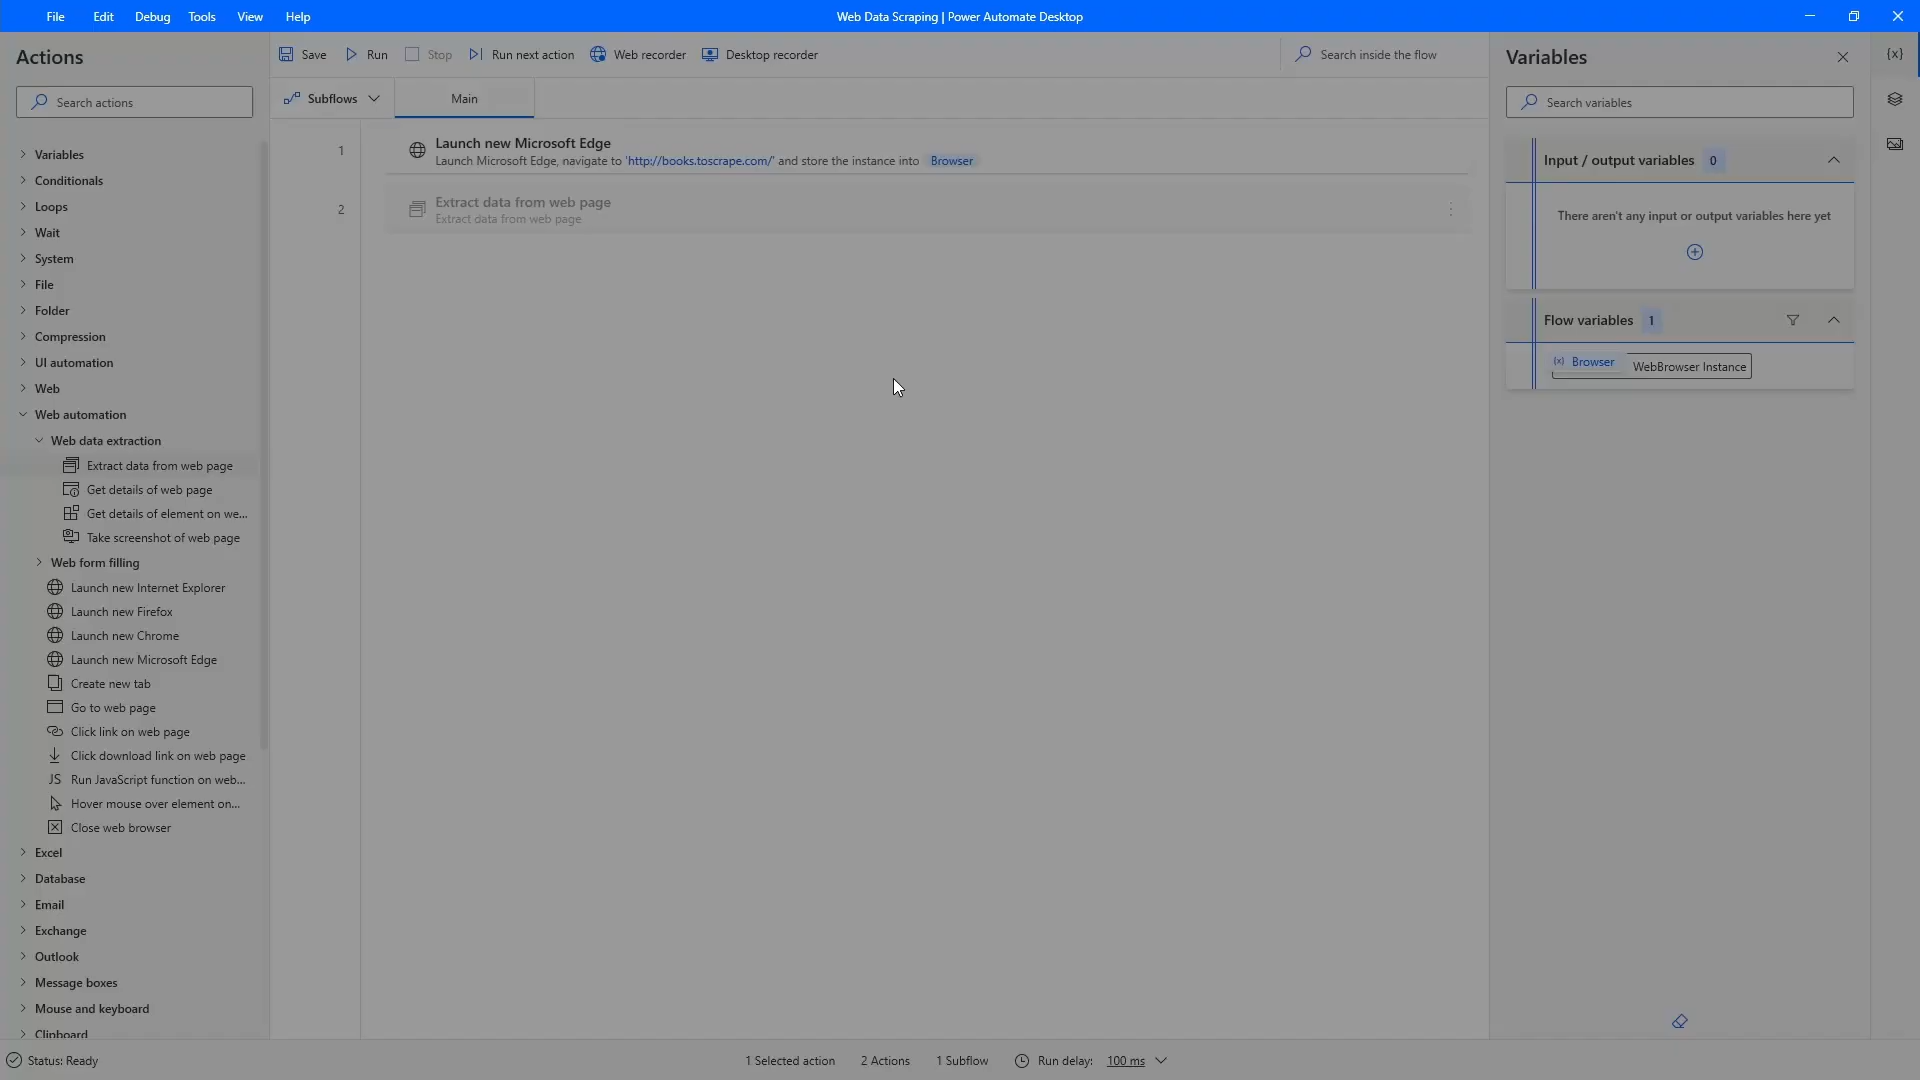 File Edit Debug Tools View Help Web Data Scraping | Power Automate Desktop
Actions
Search actions
Variables
Conditionals
Loops
Wait
System
File
Folder
Compression
UI automation
Web
Web automation
Web data extraction
Extract data from web page
Get details of web page
Get details of element on we...
Take screenshot of web page
Web form filling
Launch new Internet Explorer
Launch new Firefox
Launch new Chrome
Launch new Microsoft Edge
Create new tab
Go to web page
Click link on web page
Click download link on web page
JS Run JavaScript function on web...
Hover mouse over element on...
Close web browser
Excel
Database
Email
Exchange
Outlook
Message boxes
Mouse and keyboard
Clipboard
Save Run Stop Run next action Web recorder Desktop recorder Search inside the flow
Subflows Main
1 Launch new Microsoft Edge
Launch Microsoft Edge, navigate to 'http://books.toscrape.com/' and store the instance into Browser
2 Extract data from web page
Extract data from web page
Variables
{x}
Search variables
Input / output variables 0
There aren't any input or output variables here yet
Flow variables 1
(x) Browser WebBrowser Instance
Status: Ready 1 Selected action 2 Actions 1 Subflow Run delay: 100 ms